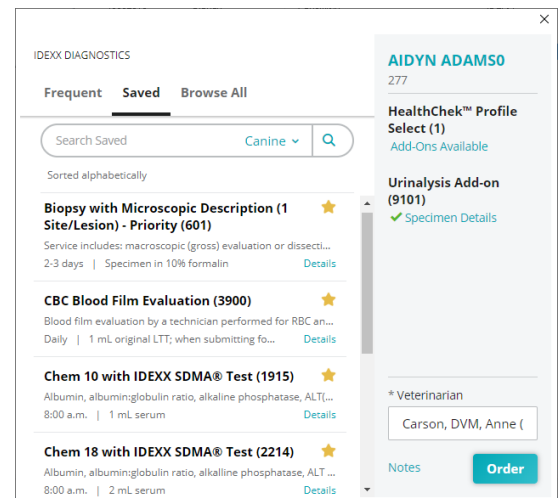 IDEXX DIAGNOSTICS
Frequent Saved Browse All
Search Saved Canine
Sorted alphabetically
Biopsy with Microscopic Description (1
Site/Lesion) - Priority (601)
Service includes: macroscopic (gross) evaluation or dissecti...
2-3 days | Specimen in 10% formalin Details
CBC Blood Film Evaluation (3900)
Blood film evaluation by a technician performed for RBC an...
Daily | 1 mL original LTT; when submitting fo... Details
Chem 10 with IDEXX SDMA® Test (1915)
Albumin, albumin:globulin ratio, alkaline phosphatase, ALT(...
8:00 a.m. | 1 mL serum Details
Chem 18 with IDEXX SDMA® Test (2214)
Albumin, albumin:globulin ratio, alkalline phosphatase, ALT ...
8:00 a.m. | 2 mL serum Details
AIDYN ADAMS0
277
HealthChek™ Profile
Select (1)
Add-Ons Available
Urinalysis Add-on
(9101)
Specimen Details
* Veterinarian
Carson, DVM, Anne (
Notes Order